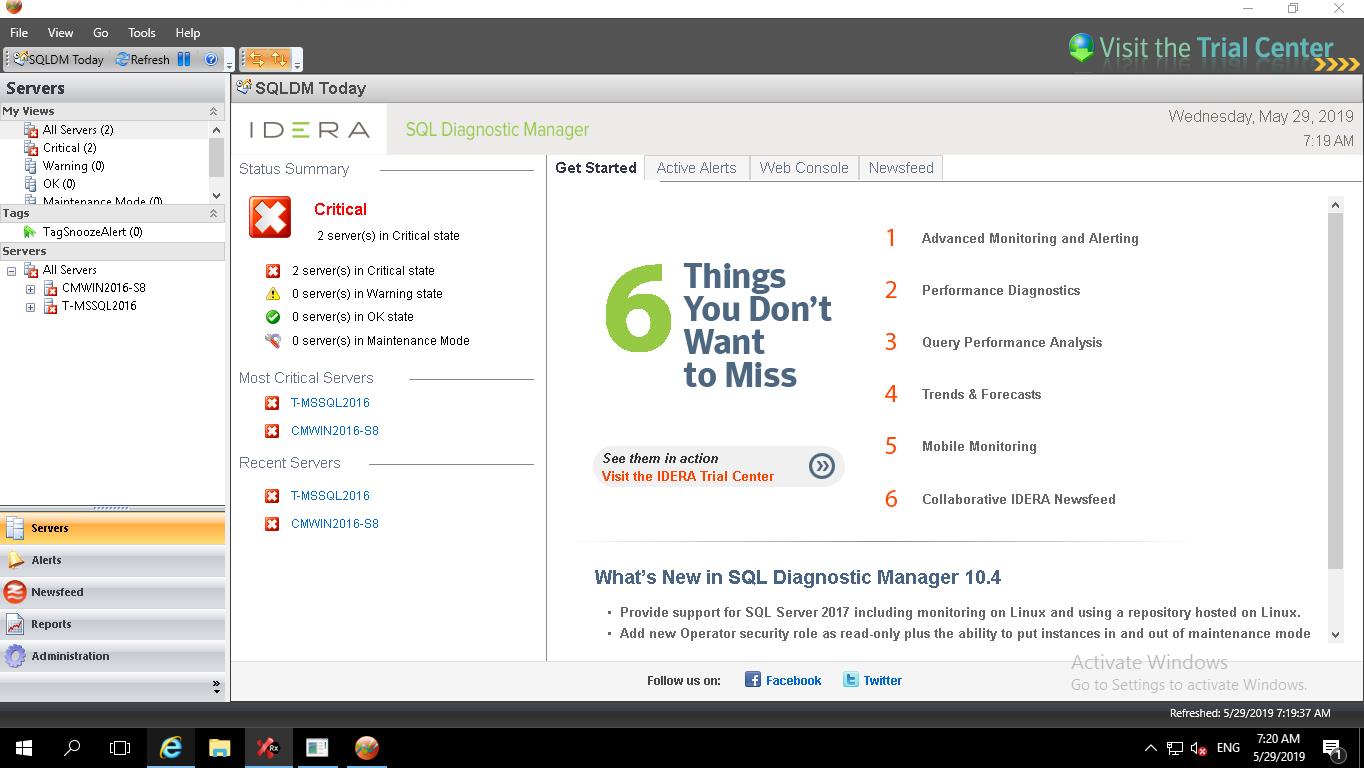 File View Go Tools Help
SQLDM Today Refresh
Visit the Trial Center
Servers
My Views
All Servers (2)
Critical (2)
Warning (0)
OK (0)
Maintenance Mode (0)
Tags
TagSnoozeAlert (0)
Servers
All Servers
CMWIN2016-S8
T-MSSQL2016
Servers
Alerts
Newsfeed
Reports
Administration
SQLDM Today
IDERA SQL Diagnostic Manager
Wednesday, May 29, 2019
7:19 AM
Status Summary
Critical
2 server(s) in Critical state
2 server(s) in Critical state
0 server(s) in Warning state
0 server(s) in OK state
0 server(s) in Maintenance Mode
Most Critical Servers
T-MSSQL2016
CMWIN2016-S8
Recent Servers
T-MSSQL2016
CMWIN2016-S8
Get Started Active Alerts Web Console Newsfeed
6 Things
You Don't
Want
to Miss
See them in action
Visit the IDERA Trial Center
1 Advanced Monitoring and Alerting
2 Performance Diagnostics
3 Query Performance Analysis
4 Trends & Forecasts
5 Mobile Monitoring
6 Collaborative IDERA Newsfeed
What's New in SQL Diagnostic Manager 10.4
• Provide support for SQL Server 2017 including monitoring on Linux and using a repository hosted on Linux.
• Add new Operator security role as read-only plus the ability to put instances in and out of maintenance mode
Follow us on: Facebook Twitter
Activate Windows
Go to Settings to activate Windows.
Refreshed: 5/29/2019 7:19:37 AM
Rx
ENG
7:20 AM
5/29/2019
1